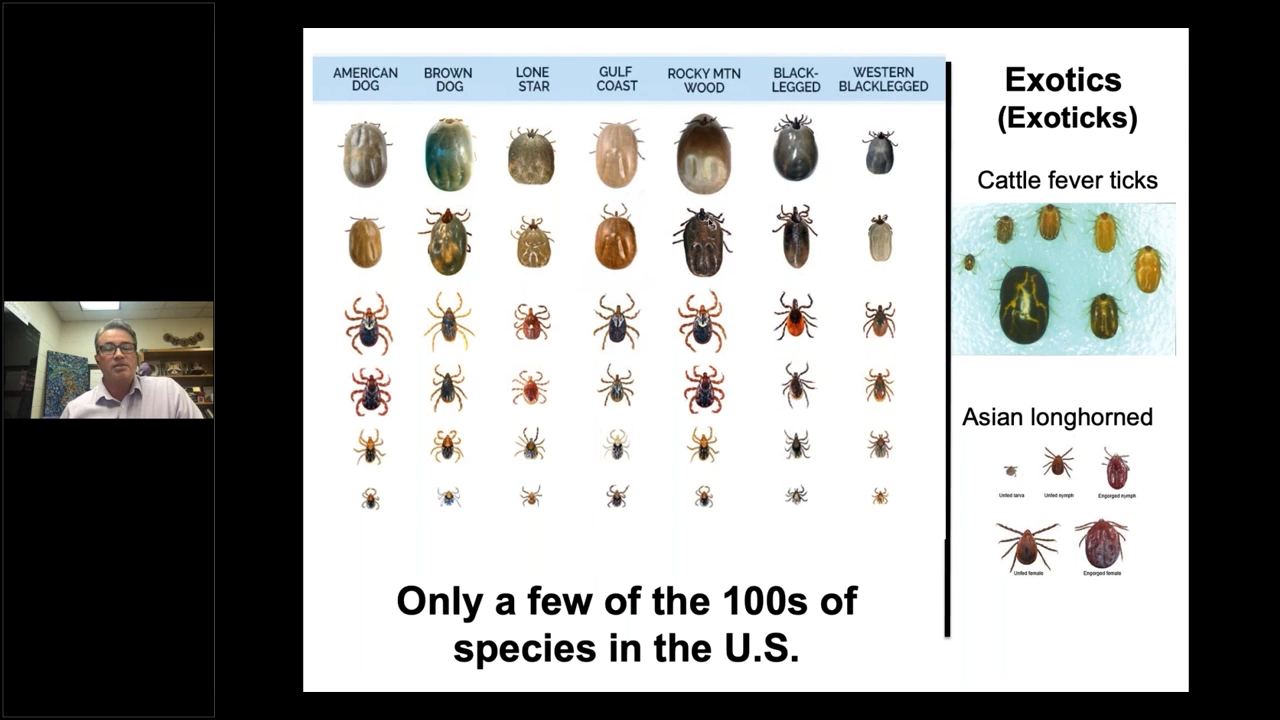 AMERICAN
DOG
BROWN
DOG
LONE
STAR
GULF
COAST
ROCKY MTN
WOOD
BLACK-
LEGGED
WESTERN
BLACKLEGGED
Only a few of the 100s of
species in the U.S.
Exotics
(Exoticks)
Cattle fever ticks
Asian longhorned
Unfed larva
Unfed nymph
Engorged nymph
Unfed female
Engorged female